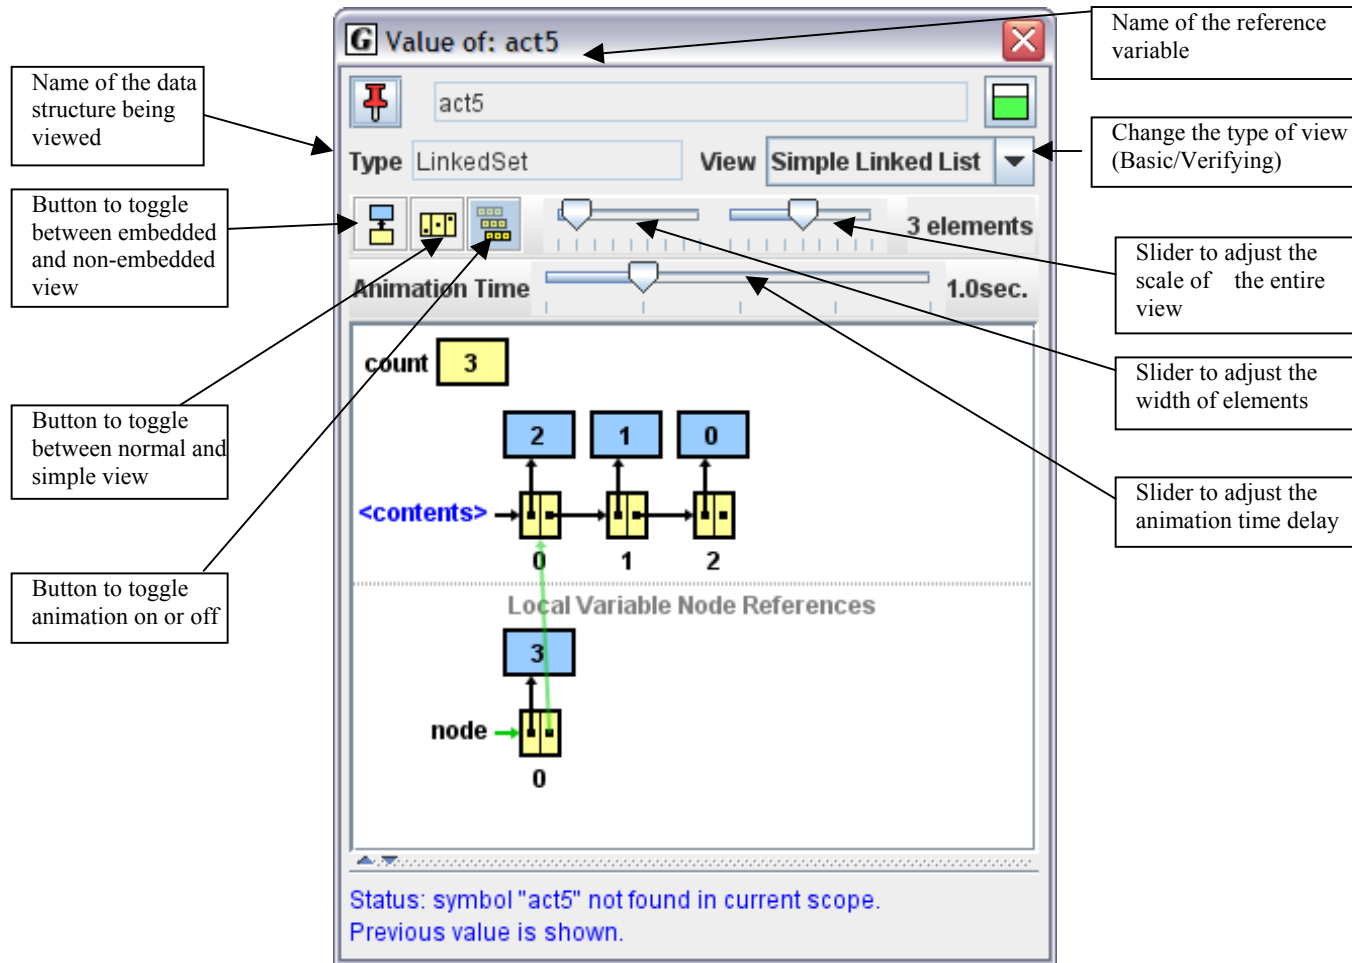 G Value of: act5
Name of the reference
variable
Name of the data
structure being
viewed
act5
Change the type of view
(Basic/Verifying)
Type LinkedSet View Simple Linked List
Button to toggle
between embedded
and non-embedded
view
3 elements
Slider to adjust the
scale of the entire
view
Animation Time 1.0sec.
count 3
Slider to adjust the
width of elements
Button to toggle
between normal and
simple view
2 1 0
<contents>
0 1 2
Slider to adjust the
animation time delay
Button to toggle
animation on or off
Local Variable Node References
3
node
0
Status: symbol "act5" not found in current scope.
Previous value is shown.